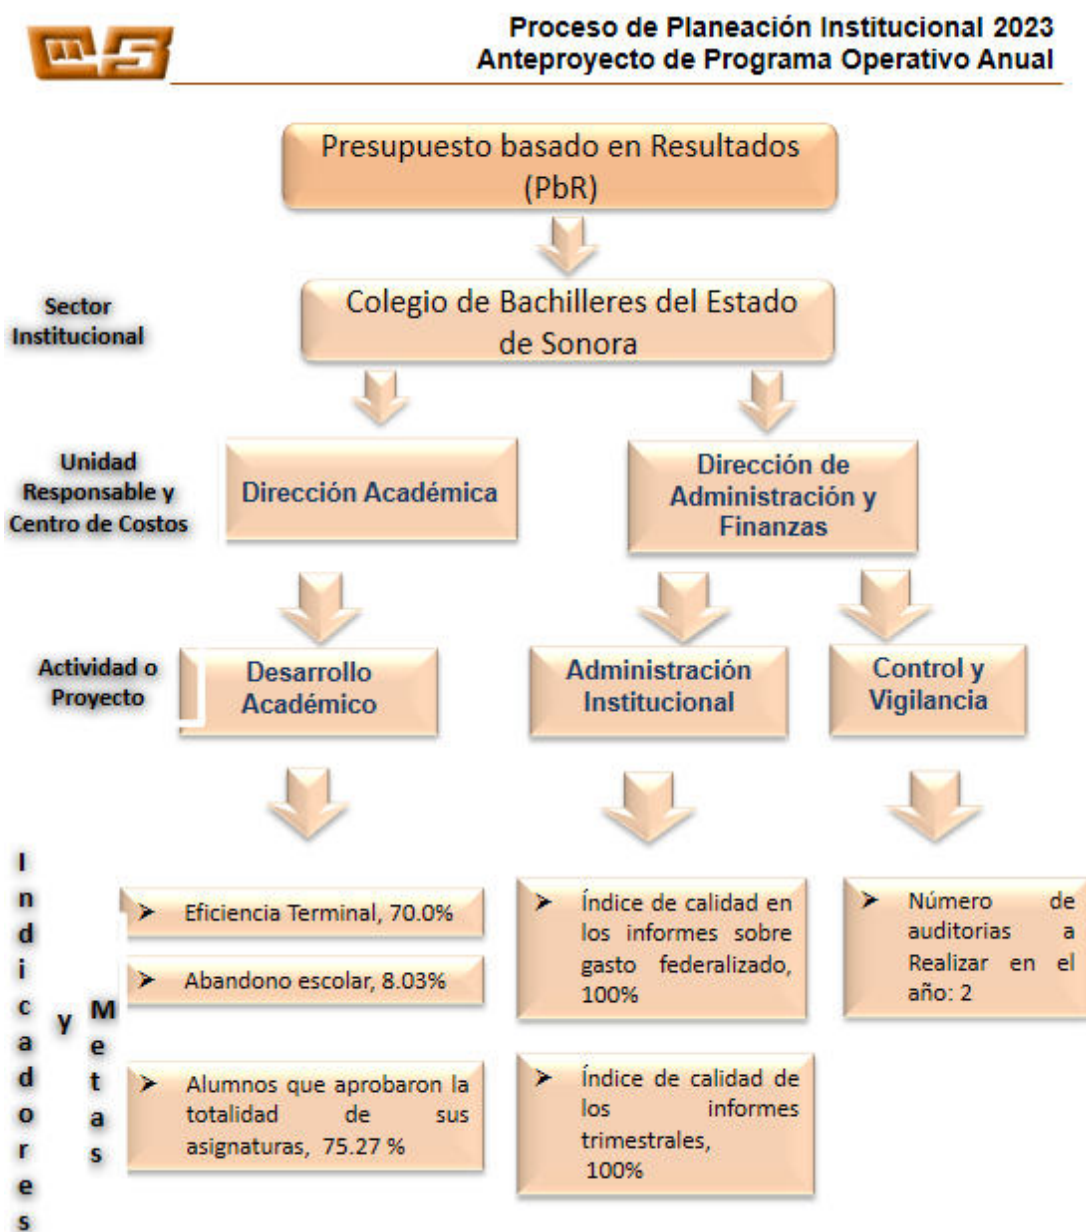 Proceso de Planeación Institucional 2023
Anteproyecto de Programa Operativo Anual
Presupuesto basado en Resultados
(PbR)
Sector
Institucional
Colegio de Bachilleres del Estado
de Sonora
Unidad
Responsable y
Centro de Costos
Dirección Académica
Dirección de
Administración y
Finanzas
Actividad o
Proyecto
Desarrollo
Académico
Administración
Institucional
Control y
Vigilancia
Indicadores
y
Metas
➢ Eficiencia Terminal, 70.0%
➢ Abandono escolar, 8.03%
➢ Alumnos que aprobaron la
totalidad de sus
asignaturas, 75.27 %
➢ Índice de calidad en
los informes sobre
gasto federalizado,
100%
➢ Índice de calidad de
los informes
trimestrales,
100%
➢ Número de
auditorias a
Realizar en el
año: 2